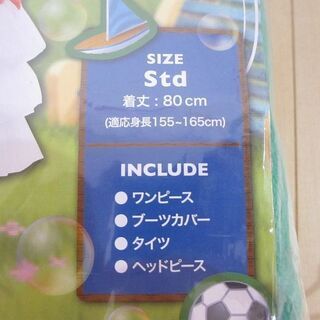 SIZE
Std
着丈：80cm
(適応身長155~165cm)
INCLUDE
● ワンピース
● ブーツカバー
● タイツ
● ヘッドピース